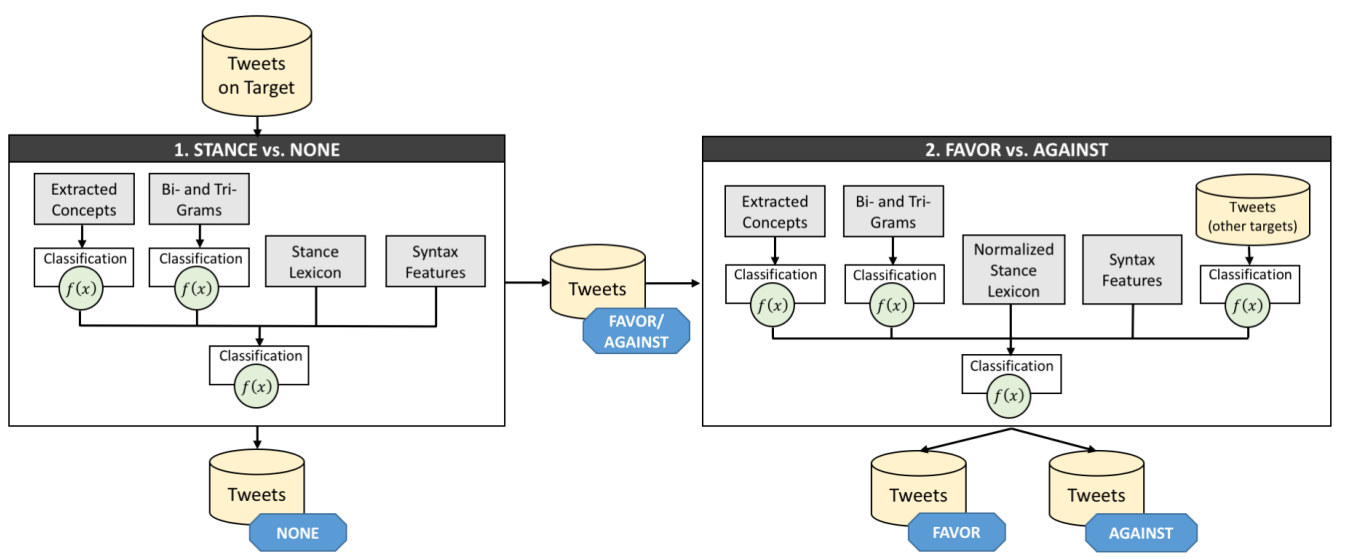 Tweets
on Target
1. STANCE vs. NONE
Extracted
Concepts
Bi- and Tri-
Grams
Classification
f(x)
Classification
f(x)
Stance
Lexicon
Syntax
Features
Classification
f(x)
Tweets
NONE
Tweets
FAVOR/
AGAINST
2. FAVOR vs. AGAINST
Extracted
Concepts
Bi- and Tri-
Grams
Tweets
(other targets)
Classification
f(x)
Classification
f(x)
Normalized
Stance
Lexicon
Syntax
Features
Classification
f(x)
Classification
f(x)
Tweets
FAVOR
Tweets
AGAINST